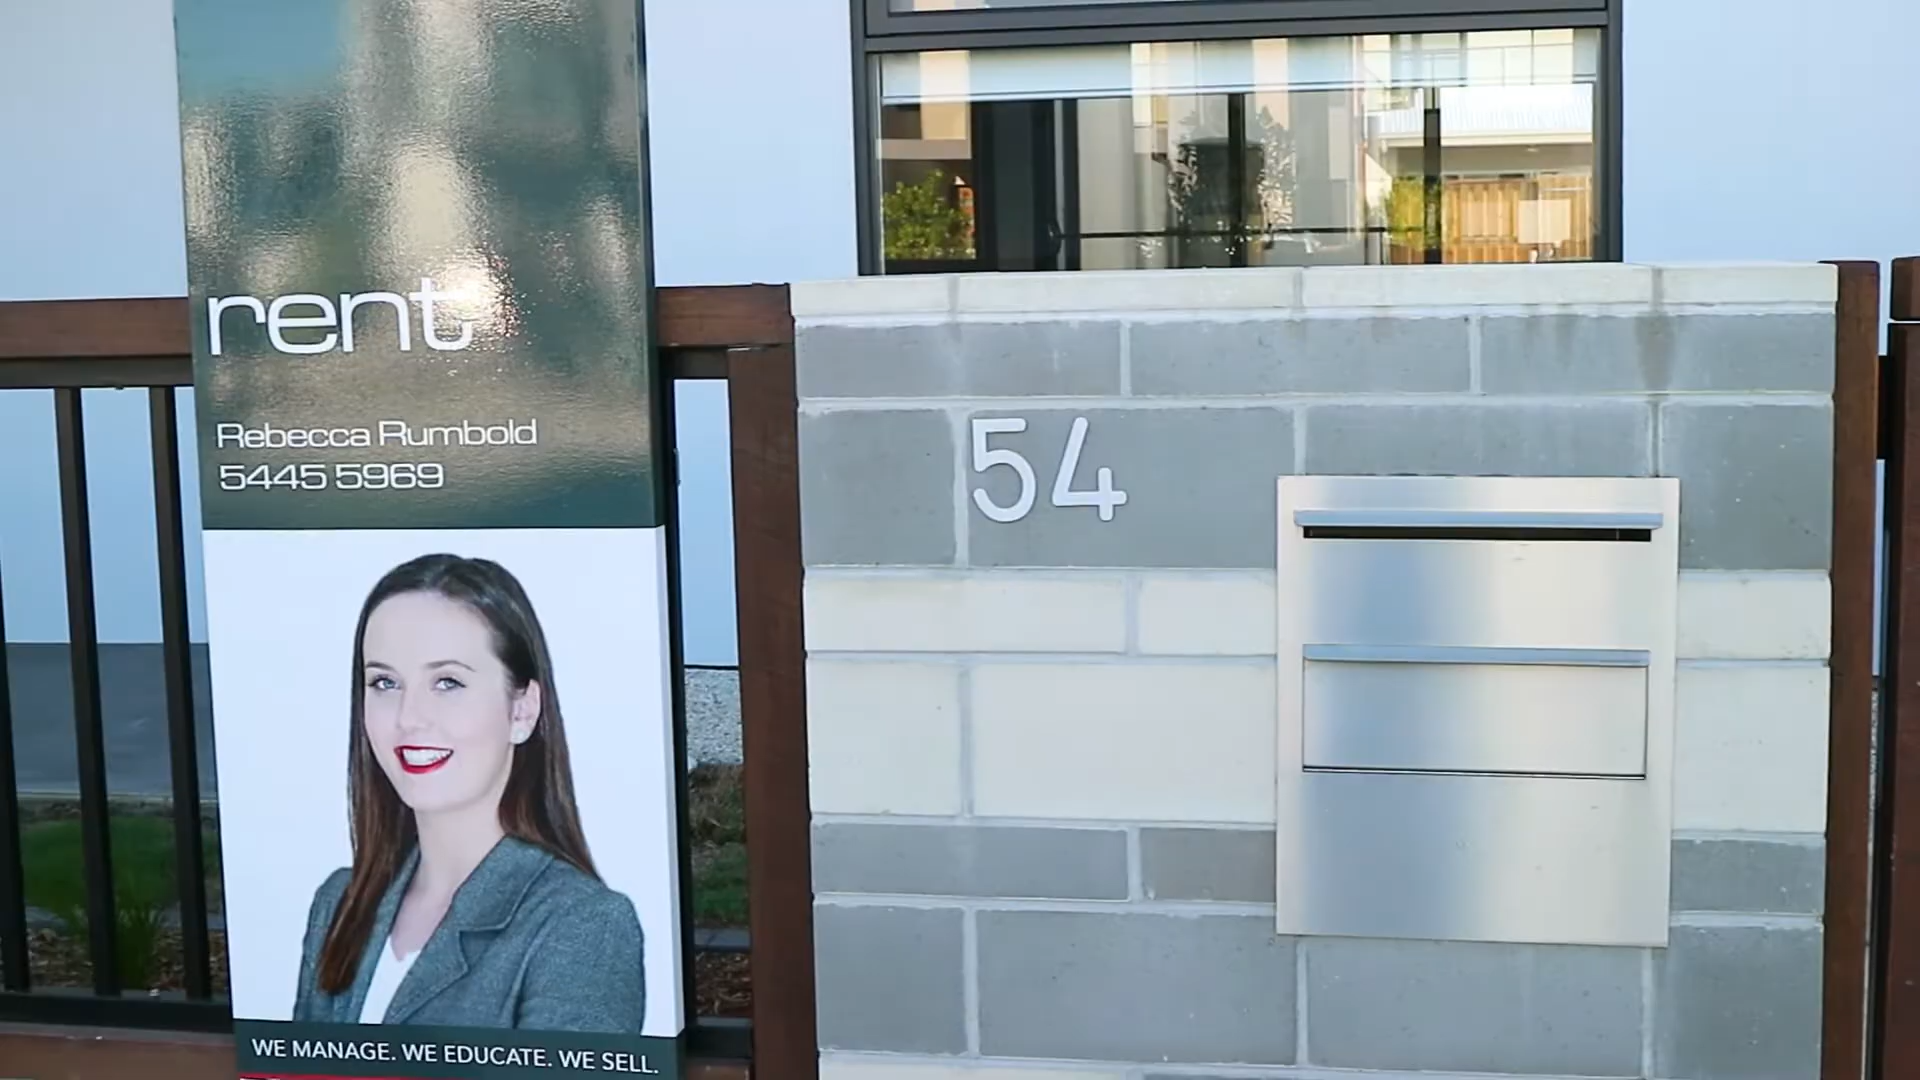 rent
Rebecca Rumbold
5445 5969
54
WE MANAGE. WE EDUCATE. WE SELL.